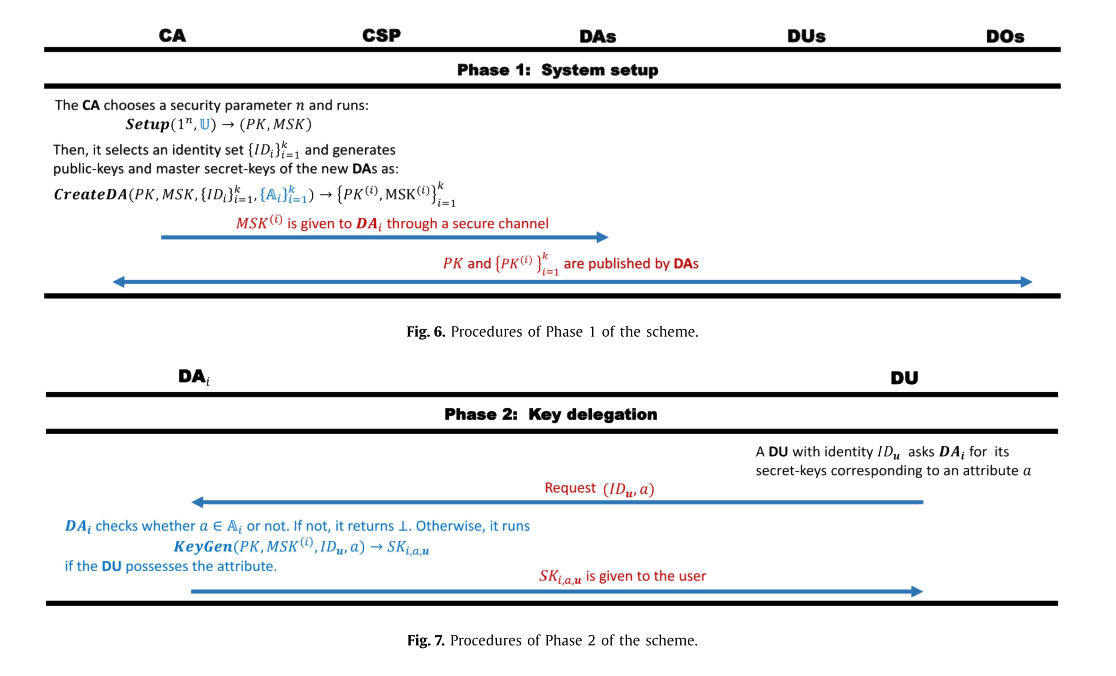 CA CSP DAs DUs DOs
Phase 1: System setup
The CA chooses a security parameter n and runs:
Setup(1ⁿ, 𝕌) → (PK, MSK)
Then, it selects an identity set {ID_i}_{i=1}^k and generates
public-keys and master secret-keys of the new DAs as:
CreateDA(PK, MSK, {ID_i}_{i=1}^k, {𝔸_i}_{i=1}^k) → {PK^{(i)}, MSK^{(i)}}_{i=1}^k
MSK^{(i)} is given to DA_i through a secure channel
PK and {PK^{(i)}}_{i=1}^k are published by DAs
Fig. 6. Procedures of Phase 1 of the scheme.
DA_i DU
Phase 2: Key delegation
A DU with identity ID_u asks DA_i for its
secret-keys corresponding to an attribute a
Request (ID_u, a)
DA_i checks whether a ∈ 𝔸_i or not. If not, it returns ⊥. Otherwise, it runs
KeyGen(PK, MSK^{(i)}, ID_u, a) → SK_{i,a,u}
if the DU possesses the attribute.
SK_{i,a,u} is given to the user
Fig. 7. Procedures of Phase 2 of the scheme.